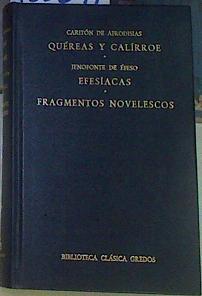 CARITÓN DE AFRODISIAS
QUÉREAS Y CALÍRROE
JENOFONTE DE ÉFESO
EFESÍACAS
FRAGMENTOS NOVELESCOS
BIBLIOTECA CLÁSICA GREDOS